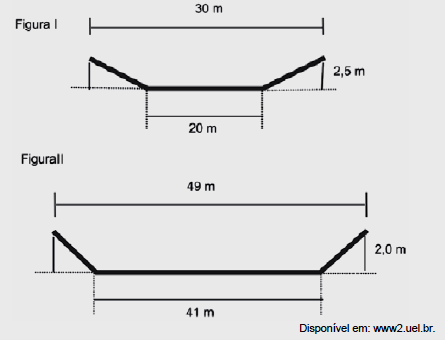 30 m
Figura I
2,5 m
20 m
FiguraII
49 m
2,0 m
41 m
Disponível em: www2.uel.br.